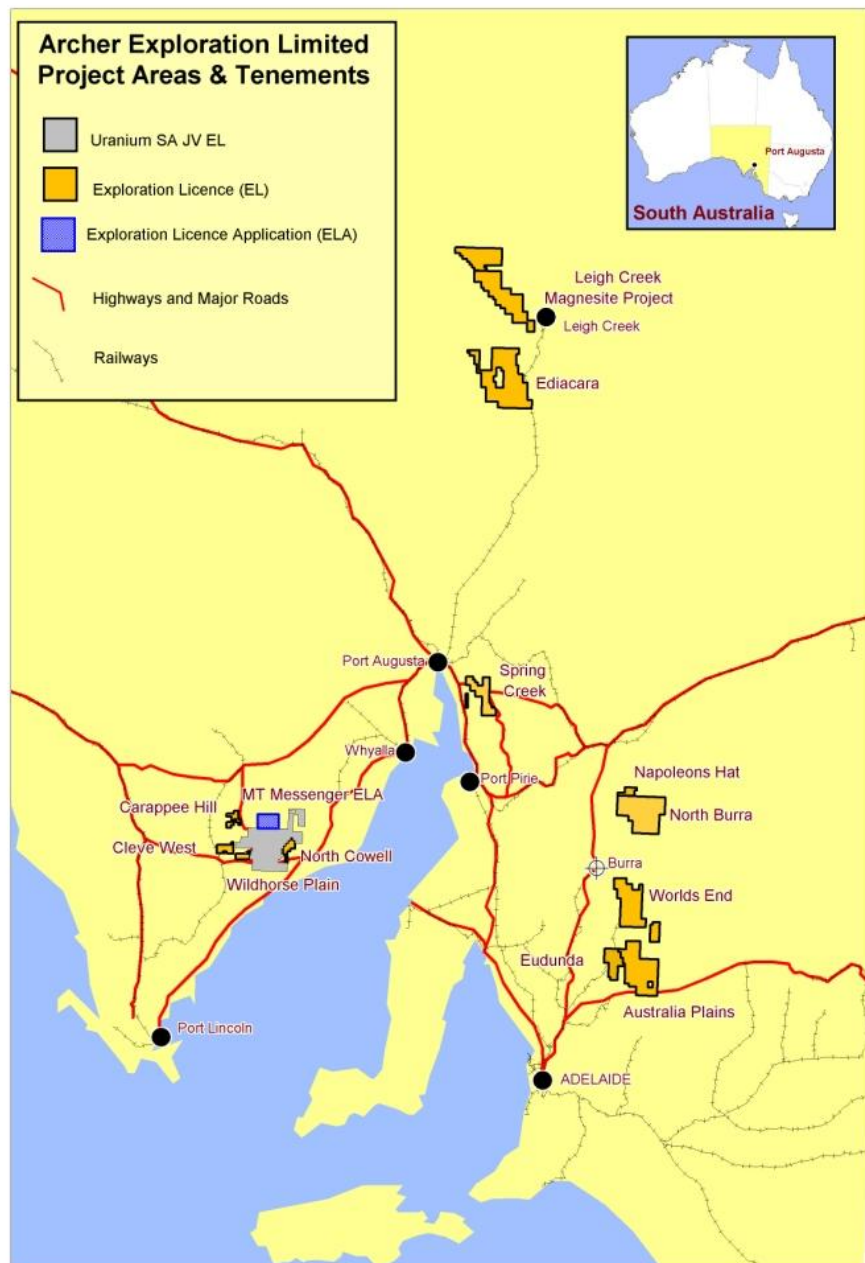 Archer Exploration Limited
Project Areas & Tenements
Uranium SA JV EL
Exploration Licence (EL)
Exploration Licence Application (ELA)
Highways and Major Roads
Railways
Port Augusta
South Australia
Leigh Creek
Magnesite Project
Leigh Creek
Ediacara
Port Augusta
Spring
Creek
Whyalla
Port Pirie
Napoleons Hat
MT Messenger ELA
Carappee Hill
North Burra
Cleve West
North Cowell
Burra
Wildhorse Plain
Worlds End
Eudunda
Australia Plains
Port Lincoln
ADELAIDE